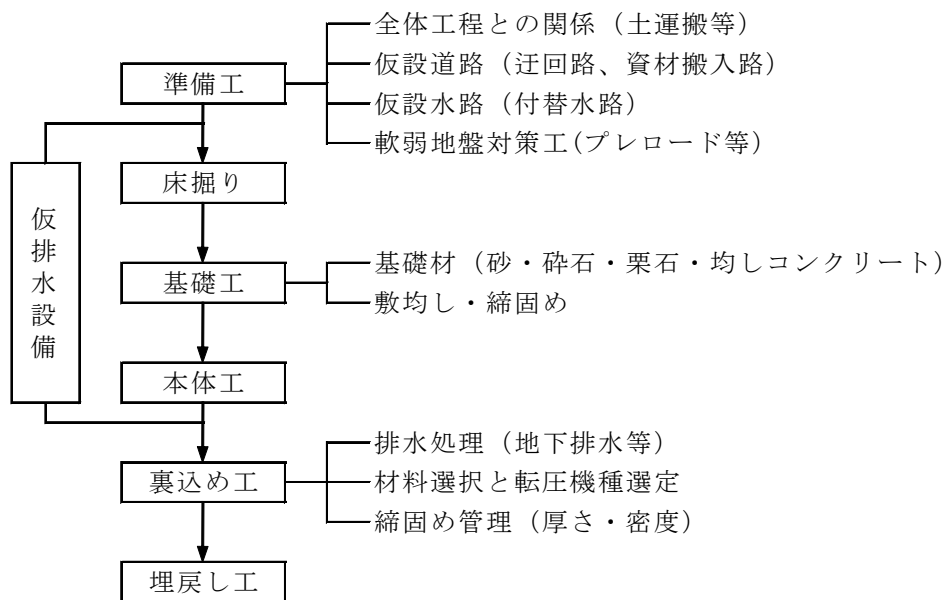 全体工程との関係（土運搬等）
仮設道路（迂回路、資材搬入路）
準備工
仮設水路（付替水路）
軟弱地盤対策工(プレロード等)
床掘り
仮排水設備
基礎材（砂・砕石・栗石・均しコンクリート）
基礎工
敷均し・締固め
本体工
排水処理（地下排水等）
裏込め工
材料選択と転圧機種選定
締固め管理（厚さ・密度）
埋戻し工